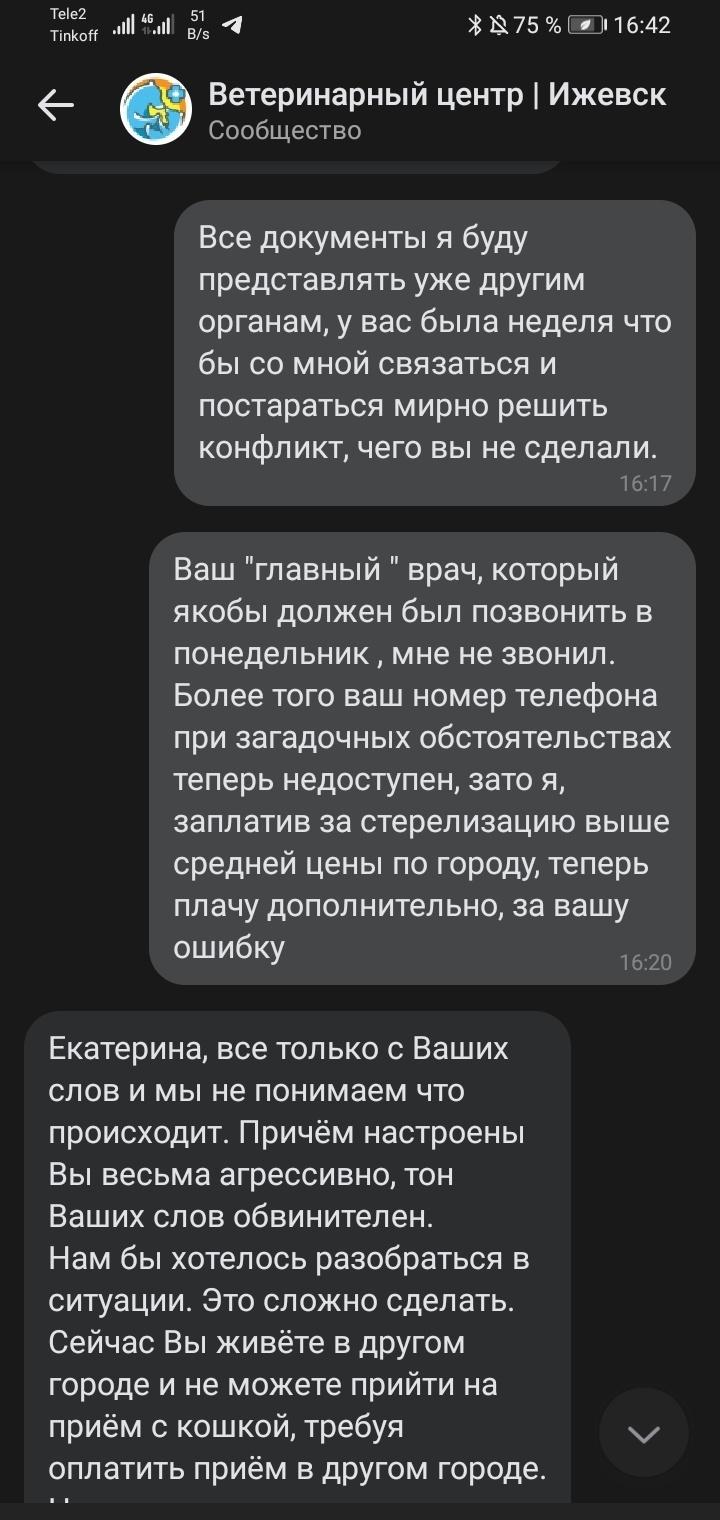 Tele2
Tinkoff
4G
51
B/s
75 %
16:42
Ветеринарный центр | Ижевск
Сообщество
Все документы я буду
представлять уже другим
органам, у вас была неделя что
бы со мной связаться и
постараться мирно решить
конфликт, чего вы не сделали.
16:17
Ваш "главный " врач, который
якобы должен был позвонить в
понедельник , мне не звонил.
Более того ваш номер телефона
при загадочных обстоятельствах
теперь недоступен, зато я,
заплатив за стерелизацию выше
средней цены по городу, теперь
плачу дополнительно, за вашу
ошибку
16:20
Екатерина, все только с Ваших
слов и мы не понимаем что
происходит. Причём настроены
Вы весьма агрессивно, тон
Ваших слов обвинителен.
Нам бы хотелось разобраться в
ситуации. Это сложно сделать.
Сейчас Вы живёте в другом
городе и не можете прийти на
приём с кошкой, требуя
оплатить приём в другом городе.